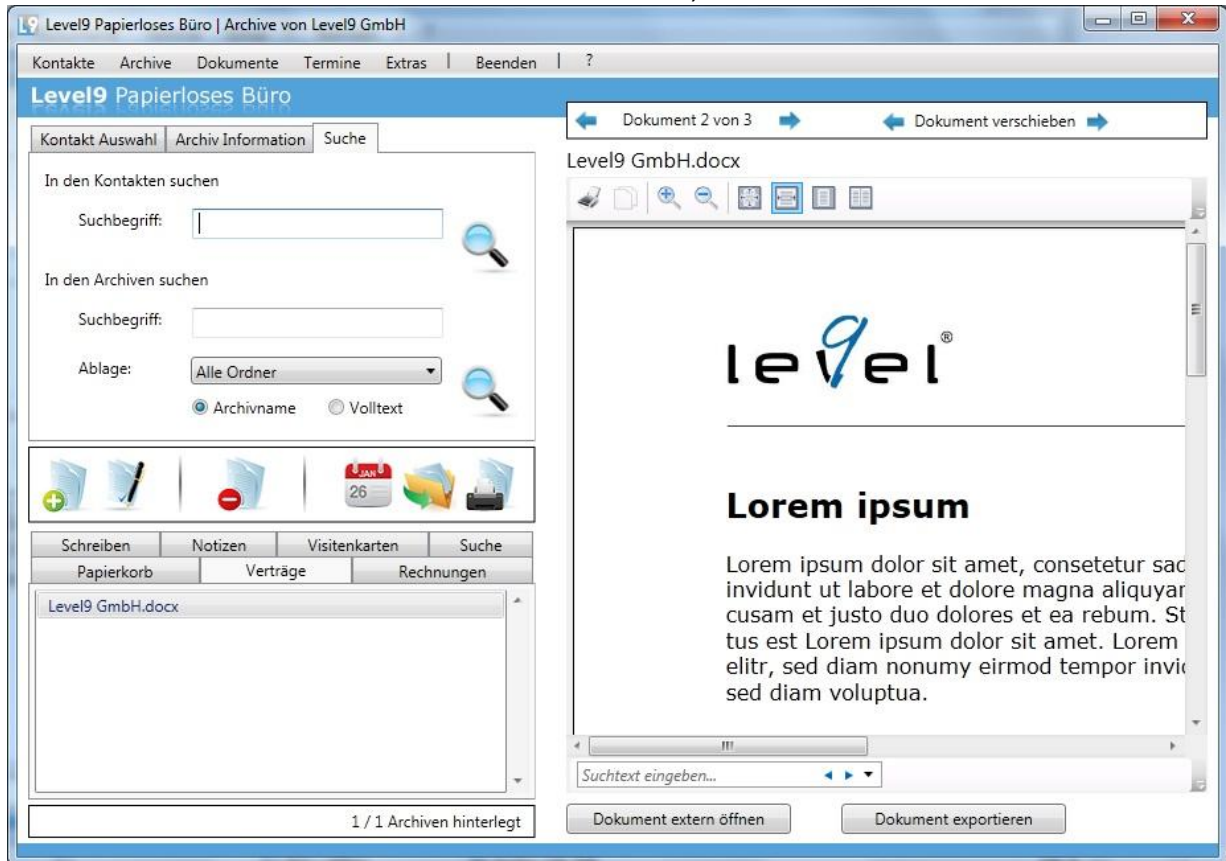 Level9 Papierloses Büro | Archive von Level9 GmbH
Kontakte Archive Dokumente Termine Extras | Beenden | ?
Level9 Papierloses Büro
Kontakt Auswahl Archiv Information Suche
In den Kontakten suchen
Suchbegriff:
In den Archiven suchen
Suchbegriff:
Ablage: Alle Ordner
Archivname Volltext
JAN
26
Schreiben Notizen Visitenkarten Suche
Papierkorb Verträge Rechnungen
Level9 GmbH.docx
1 / 1 Archiven hinterlegt
Dokument 2 von 3 Dokument verschieben
Level9 GmbH.docx
level9®
Lorem ipsum
Lorem ipsum dolor sit amet, consetetur sad
invidunt ut labore et dolore magna aliquyar
cusam et justo duo dolores et ea rebum. St
tus est Lorem ipsum dolor sit amet. Lorem
elitr, sed diam nonumy eirmod tempor invid
sed diam voluptua.
Suchtext eingeben...
Dokument extern öffnen Dokument exportieren